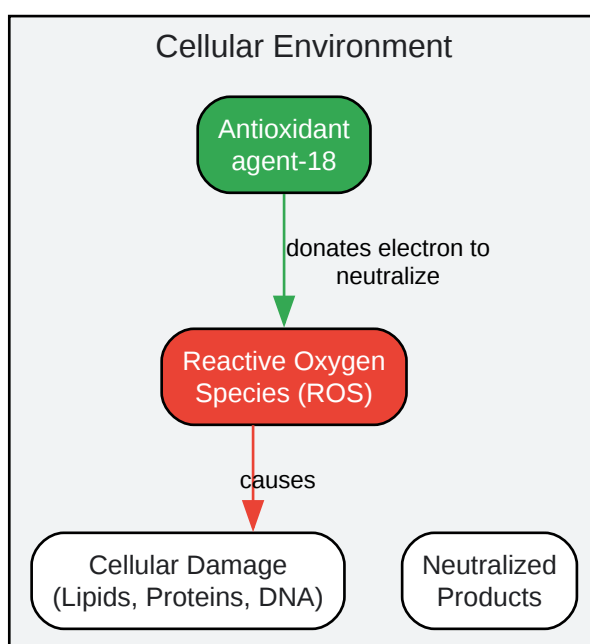 Cellular Environment
Antioxidant
agent-18
donates electron to
neutralize
Reactive Oxygen
Species (ROS)
causes
Cellular Damage
(Lipids, Proteins, DNA)
Neutralized
Products